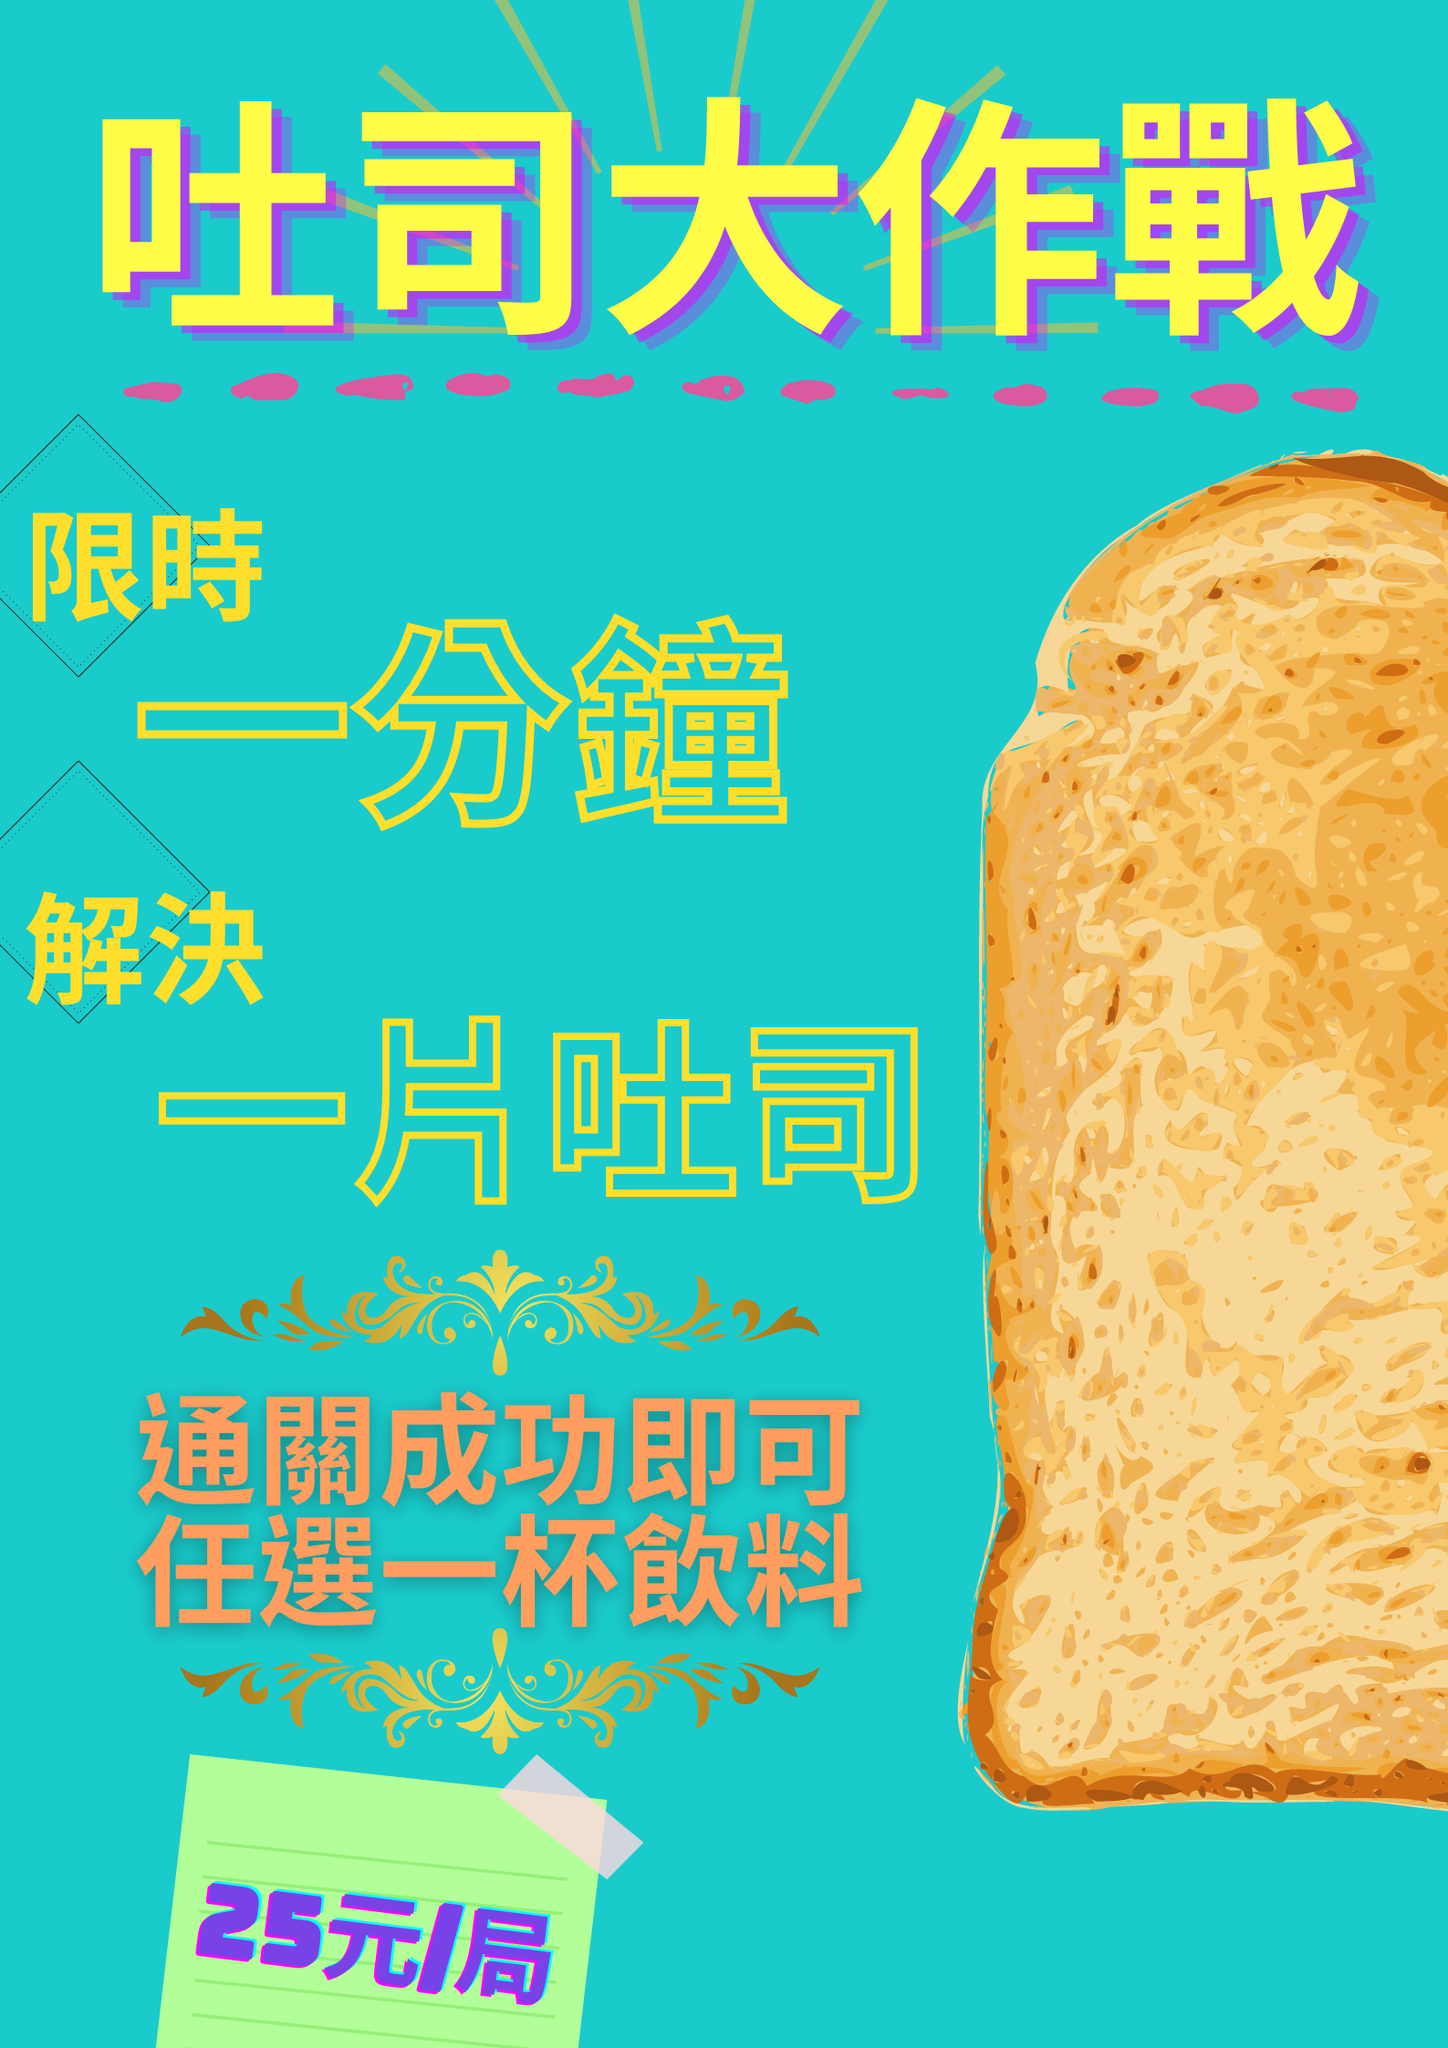 吐司大作戰
限時
一分鐘
解決
一片吐司
通關成功即可
任選一杯飲料
25元/局